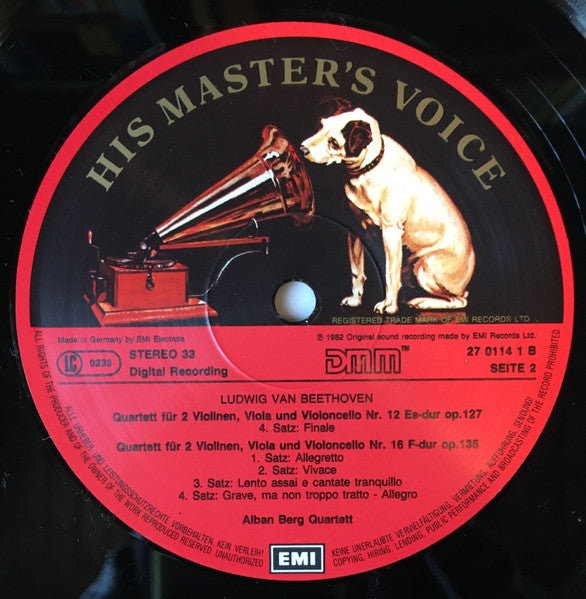 HIS MASTER'S VOICE
REGISTERED TRADE MARK OF EMI RECORDS LTD
Made in Germany by EMI Electrola
℗ 1982 Original sound recording made by EMI Records Ltd.
LC 0233
STEREO 33
Digital Recording
DMM TM
27 0114 1 B
SEITE 2
LUDWIG VAN BEETHOVEN
Quartett für 2 Violinen, Viola und Violoncello Nr. 12 Es-dur op.127
4. Satz: Finale
Quartett für 2 Violinen, Viola und Violoncello Nr. 16 F-dur op.135
1. Satz: Allegretto
2. Satz: Vivace
3. Satz: Lento assai e cantate tranquillo
4. Satz: Grave, ma non troppo tratto - Allegro
Alban Berg Quartett
EMI
ALLE URHEBER- UND LEISTUNGSSCHUTZRECHTE VORBEHALTEN. KEIN VERLEIH!
ALL RIGHTS OF THE PRODUCER AND OF THE OWNER OF THE WORK REPRODUCED RESERVED. UNAUTHORIZED
KEINE UNERLAUBTE VERVIELFÄLTIGUNG, VERMIETUNG, AUFFÜHRUNG, SENDUNG!
COPYING, HIRING, LENDING, PUBLIC PERFORMANCE AND BROADCASTING OF THE RECORD PROHIBITED